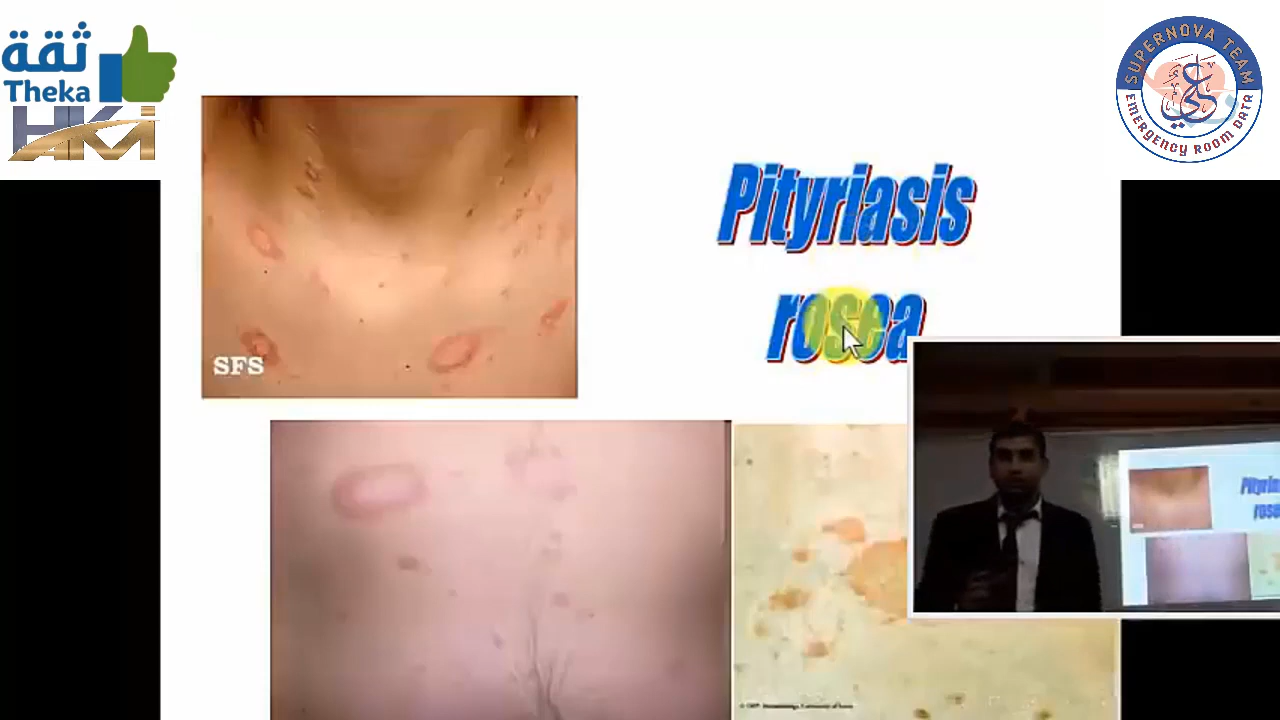 ثقة
Theka
HKM
SUPERNOVA TEAM
EMERGENCY ROOM DATA
Pityriasis
rosea
SFS